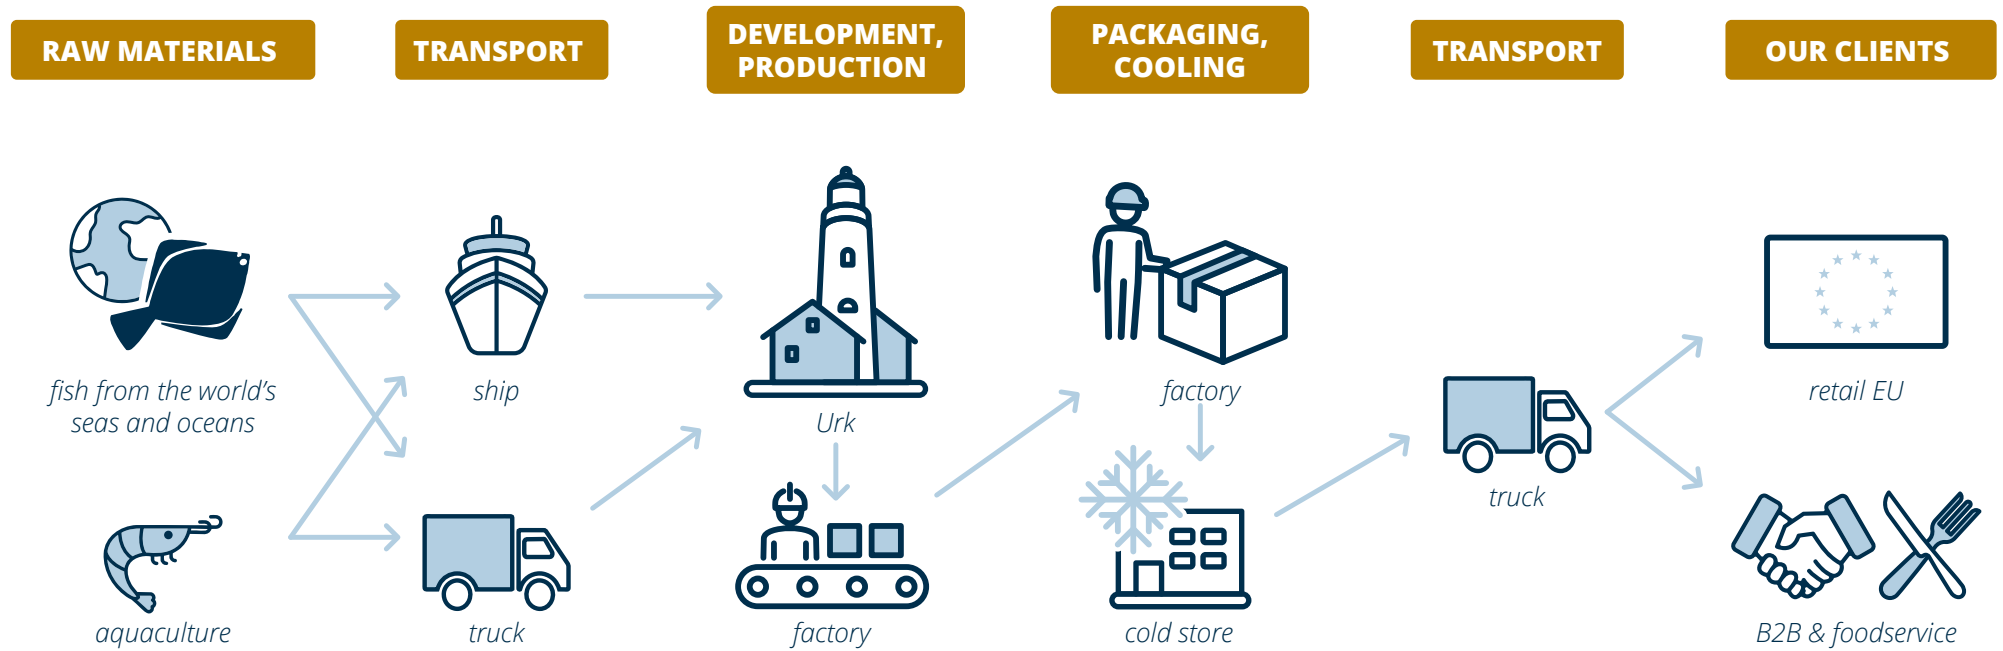 RAW MATERIALS
TRANSPORT
DEVELOPMENT,
PRODUCTION
PACKAGING,
COOLING
TRANSPORT
OUR CLIENTS
fish from the world's
seas and oceans
ship
Urk
factory
retail EU
truck
aquaculture
truck
factory
cold store
B2B & foodservice